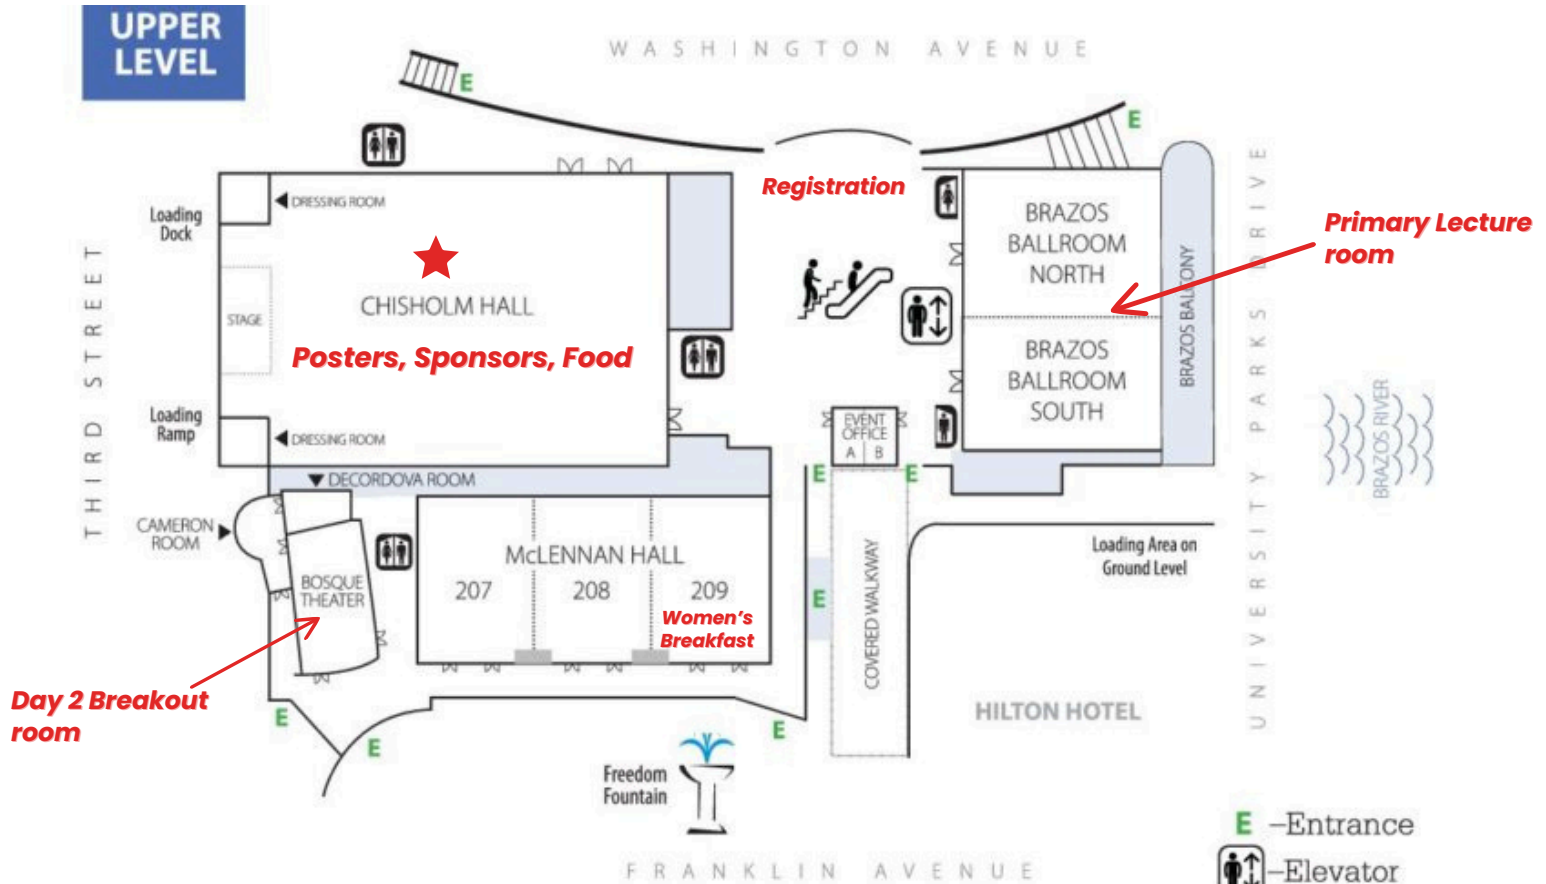 UPPER
LEVEL
WASHINGTON AVENUE
E
E
Registration
DRESSING ROOM
Loading
Dock
BRAZOS
BALLROOM
NORTH
Primary Lecture
room
CHISHOLM HALL
STAGE
Posters, Sponsors, Food
BRAZOS
BALLROOM
SOUTH
BRAZOS BALCONY
UNIVERSITY PARKS DRIVE
BRAZOS RIVER
THIRD STREET
Loading
Ramp
DRESSING ROOM
EVENT
OFFICE
A
B
E
E
DECORDOVA ROOM
CAMERON
ROOM
BOSQUE
THEATER
McLENNAN HALL
207
208
209
Women's
Breakfast
E
COVERED WALKWAY
Loading Area on
Ground Level
HILTON HOTEL
Day 2 Breakout
room
E
E
E
Freedom
Fountain
FRANKLIN AVENUE
E –Entrance
–Elevator